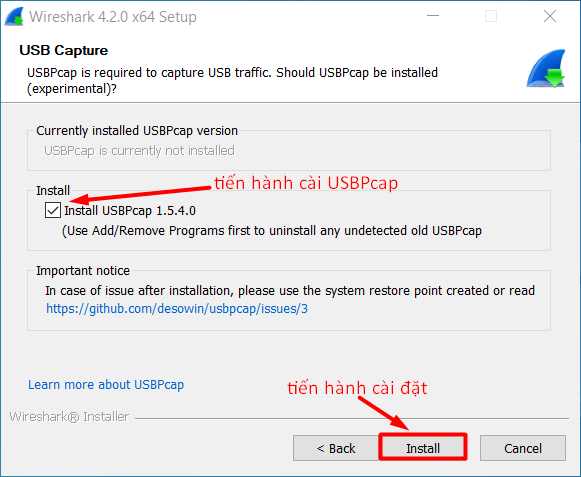 Wireshark 4.2.0 x64 Setup
USB Capture
USBPcap is required to capture USB traffic. Should USBPcap be installed
(experimental)?
Currently installed USBPcap version
USBPcap is currently not installed
Install
tiến hành cài USBPcap
Install USBPcap 1.5.4.0
(Use Add/Remove Programs first to uninstall any undetected old USBPcap
Important notice
In case of issue after installation, please use the system restore point created or read
https://github.com/desowin/usbpcap/issues/3
Learn more about USBPcap
tiến hành cài đặt
Wireshark® Installer
< Back
Install
Cancel